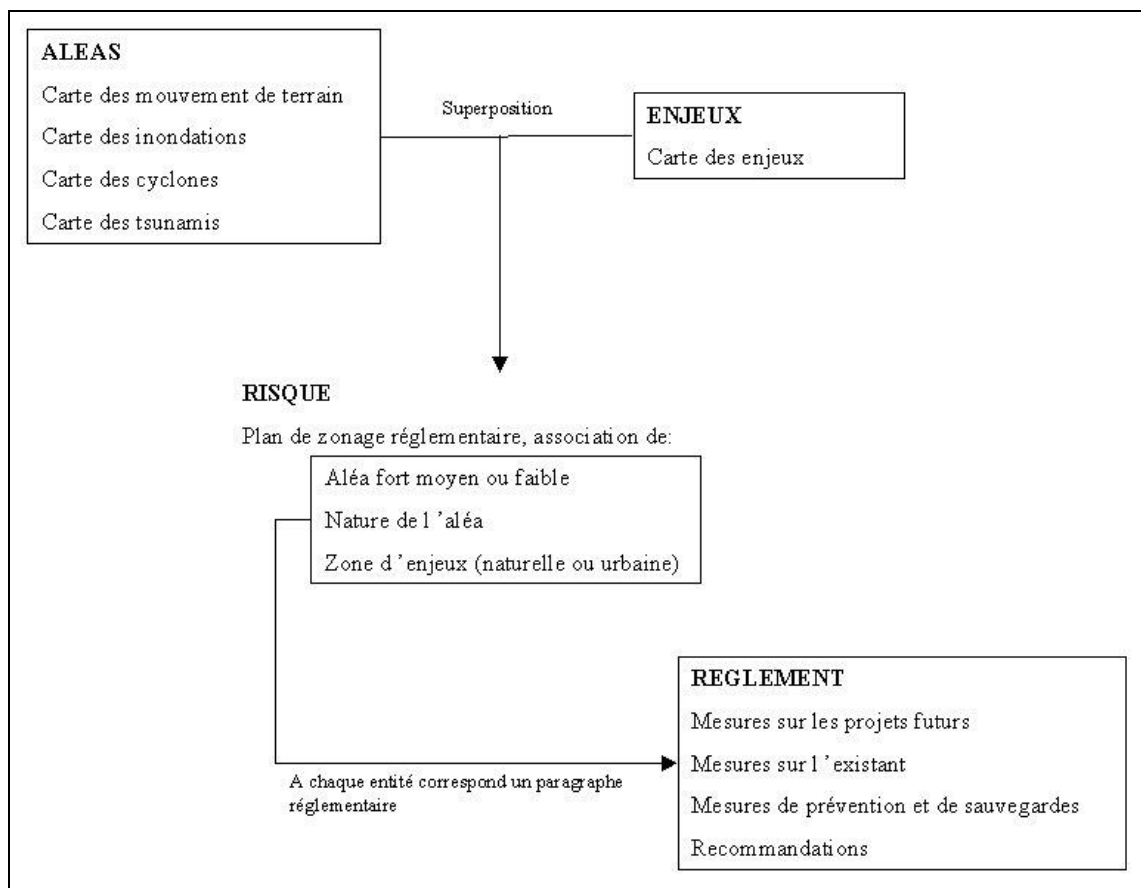 ALEAS
Carte des mouvement de terrain
Carte des inondations
Carte des cyclones
Carte des tsunamis
Superposition
ENJEUX
Carte des enjeux
RISQUE
Plan de zonage réglementaire, association de:
Aléa fort moyen ou faible
Nature de l ’aléa
Zone d ’enjeux (naturelle ou urbaine)
A chaque entité correspond un paragraphe
réglementaire
REGLEMENT
Mesures sur les projets futurs
Mesures sur l ’existant
Mesures de prévention et de sauvegardes
Recommandations